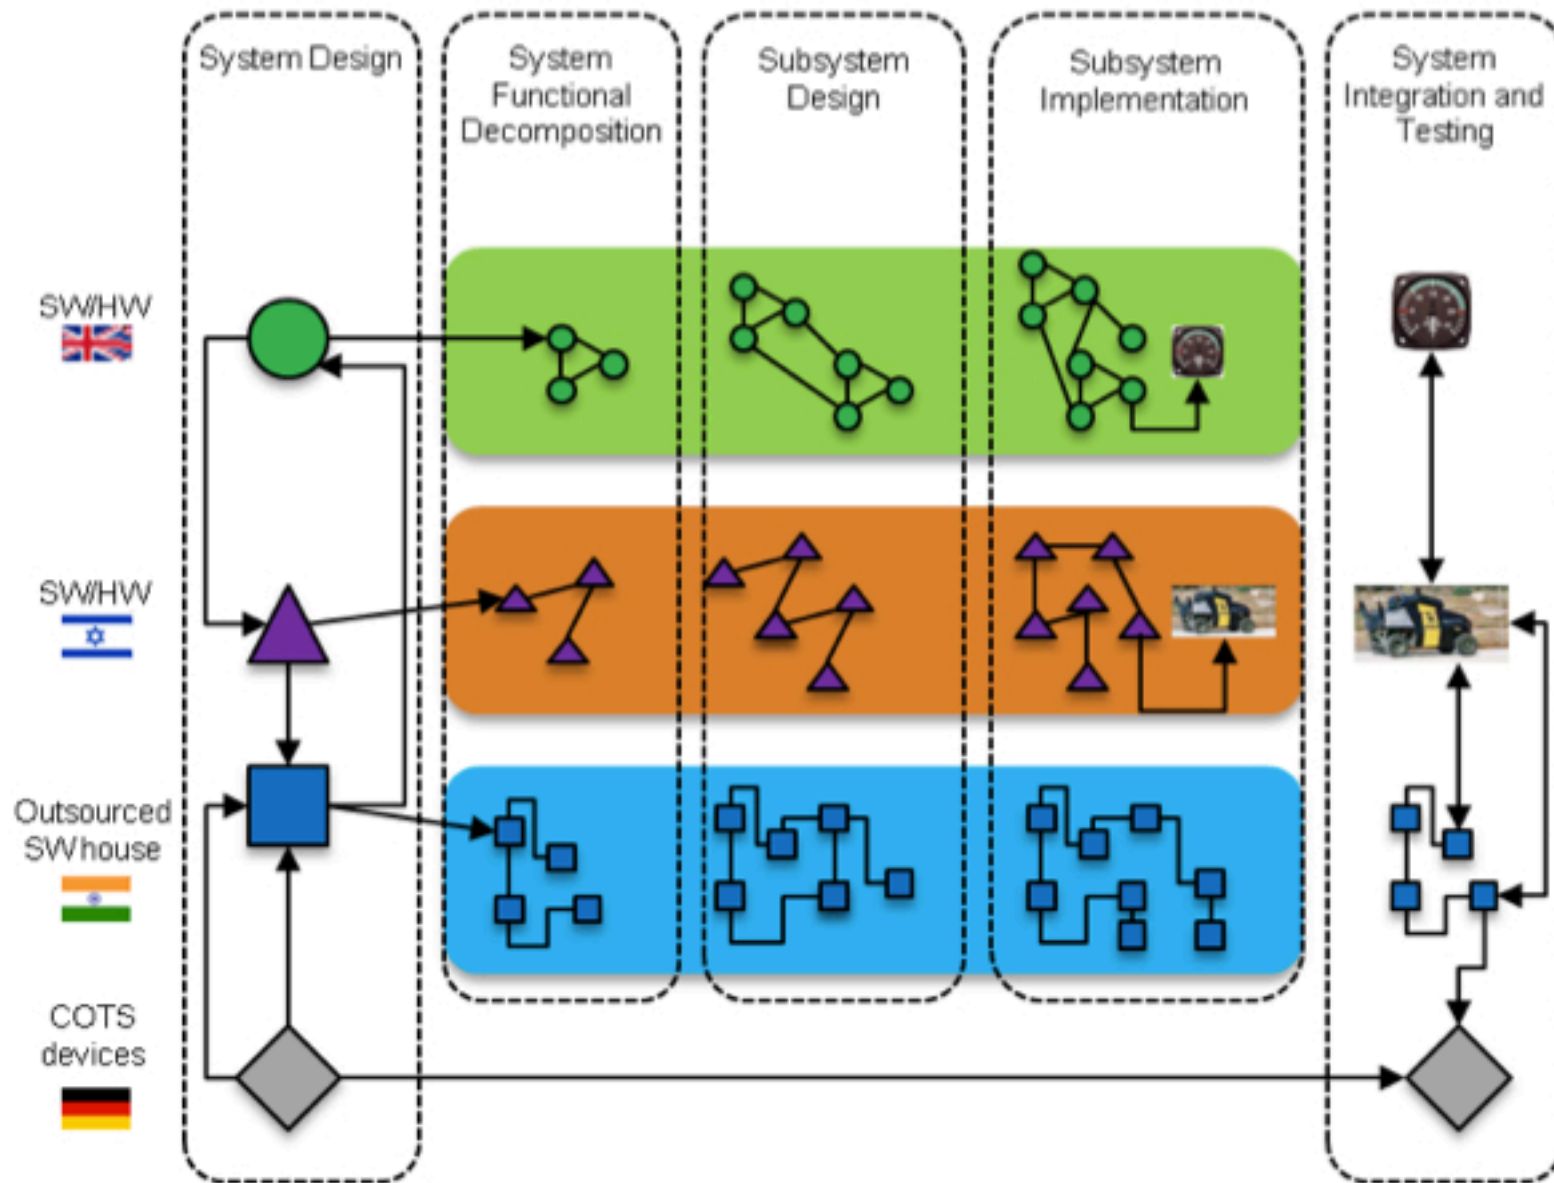 System Design
System
Functional
Decomposition
Subsystem
Design
Subsystem
Implementation
System
Integration and
Testing
SW/HW
SW/HW
Outsourced
SW house
COTS
devices